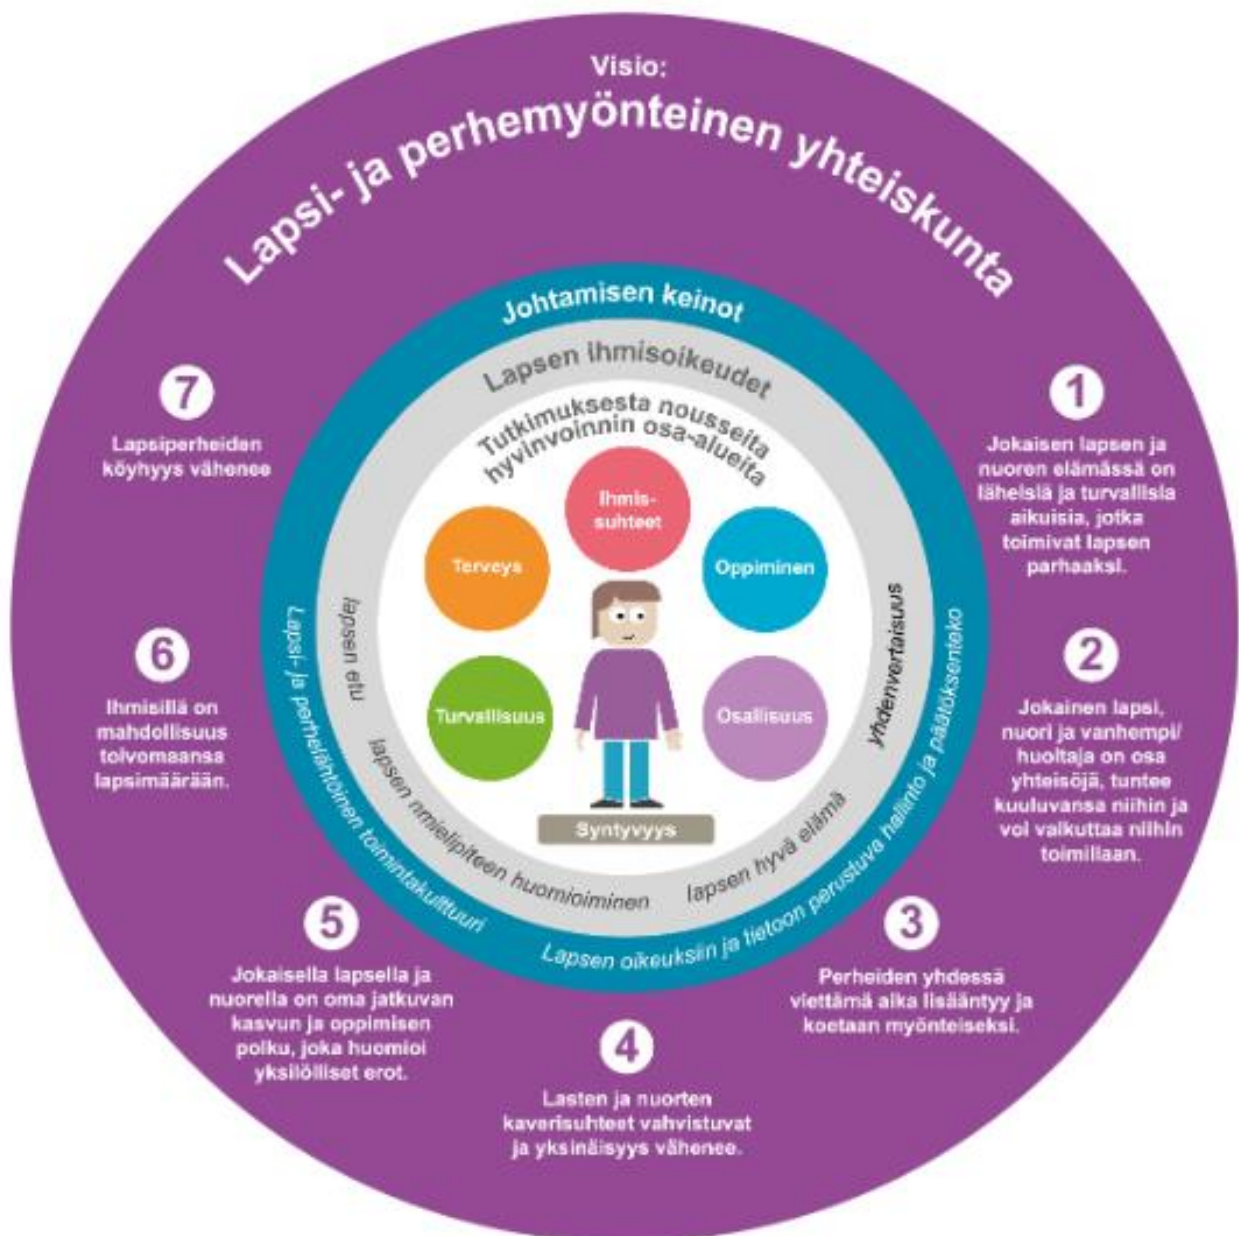 Visio:
Lapsi- ja perhemyönteinen yhteiskunta
Johtamisen keinot
Lapsen ihmisoikeudet
Tutkimuksesta nousseita
hyvinvoinnin osa-alueita
Ihmis-
suhteet
Terveys
Oppiminen
Turvallisuus
Osallisuus
Syntyvyys
lapsen etu
lapsen nmielipiteen huomioiminen
lapsen hyvä elämä
yhdenvertaisuus
Lapsi- ja perhelähtöinen toimintakulttuuri
Lapsen oikeuksiin ja tietoon perustuva hallinto ja päätöksenteko
1
Jokaisen lapsen ja
nuoren elämässä on
läheisiä ja turvallisia
aikuisia, jotka
toimivat lapsen
parhaaksi.
2
Jokainen lapsi,
nuori ja vanhempi/
huoltaja on osa
yhteisöjä, tuntee
kuuluvansa niihin ja
voi vaikuttaa niihin
toimillaan.
3
Perheiden yhdessä
viettämä aika lisääntyy ja
koetaan myönteiseksi.
4
Lasten ja nuorten
kaverisuhteet vahvistuvat
ja yksinäisyys vähenee.
5
Jokaisella lapsella ja
nuorella on oma jatkuvan
kasvun ja oppimisen
polku, joka huomioi
yksilölliset erot.
6
Ihmisillä on
mahdollisuus
toivomaansa
lapsimäärään.
7
Lapsiperheiden
köyhyys vähenee